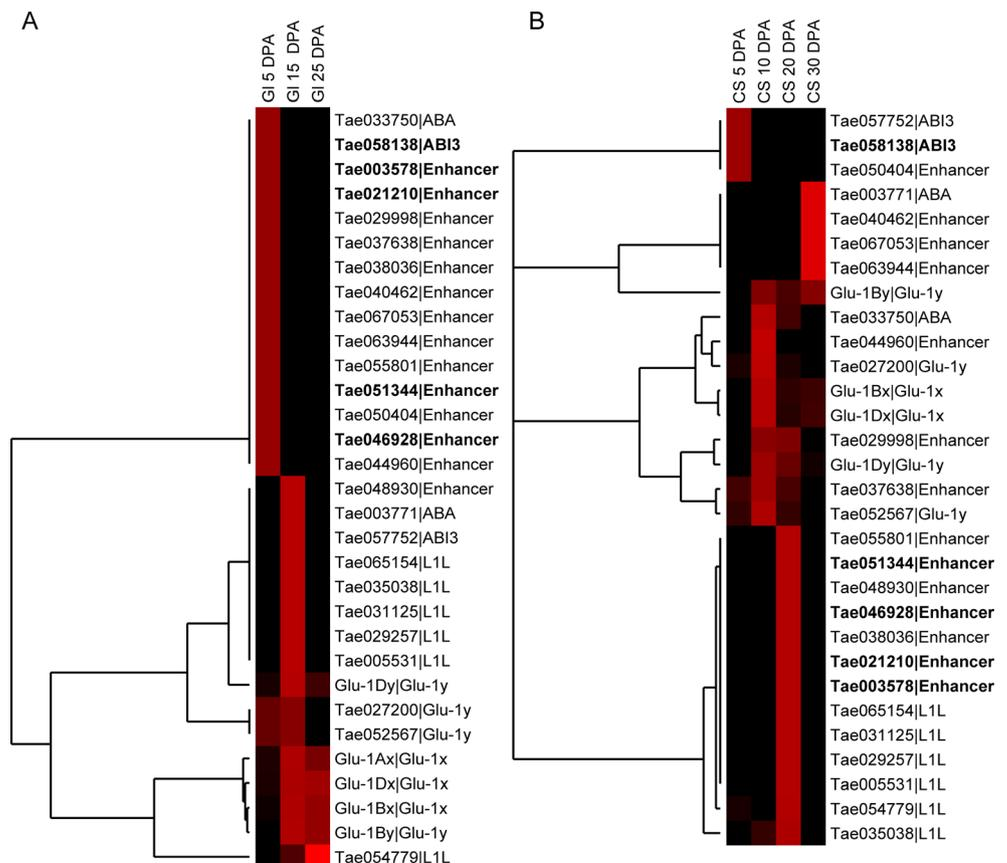 A
GI 5 DPA
GI 15 DPA
GI 25 DPA
Tae033750|ABA
Tae058138|ABI3
Tae003578|Enhancer
Tae021210|Enhancer
Tae029998|Enhancer
Tae037638|Enhancer
Tae038036|Enhancer
Tae040462|Enhancer
Tae067053|Enhancer
Tae063944|Enhancer
Tae055801|Enhancer
Tae051344|Enhancer
Tae050404|Enhancer
Tae046928|Enhancer
Tae044960|Enhancer
Tae048930|Enhancer
Tae003771|ABA
Tae057752|ABI3
Tae065154|L1L
Tae035038|L1L
Tae031125|L1L
Tae029257|L1L
Tae005531|L1L
Glu-1Dy|Glu-1y
Tae027200|Glu-1y
Tae052567|Glu-1y
Glu-1Ax|Glu-1x
Glu-1Dx|Glu-1x
Glu-1Bx|Glu-1x
Glu-1By|Glu-1y
Tae054779|L1L
B
CS 5 DPA
CS 10 DPA
CS 20 DPA
CS 30 DPA
Tae057752|ABI3
Tae058138|ABI3
Tae050404|Enhancer
Tae003771|ABA
Tae040462|Enhancer
Tae067053|Enhancer
Tae063944|Enhancer
Glu-1By|Glu-1y
Tae033750|ABA
Tae044960|Enhancer
Tae027200|Glu-1y
Glu-1Bx|Glu-1x
Glu-1Dx|Glu-1x
Tae029998|Enhancer
Glu-1Dy|Glu-1y
Tae037638|Enhancer
Tae052567|Glu-1y
Tae055801|Enhancer
Tae051344|Enhancer
Tae048930|Enhancer
Tae046928|Enhancer
Tae038036|Enhancer
Tae021210|Enhancer
Tae003578|Enhancer
Tae065154|L1L
Tae031125|L1L
Tae029257|L1L
Tae005531|L1L
Tae054779|L1L
Tae035038|L1L